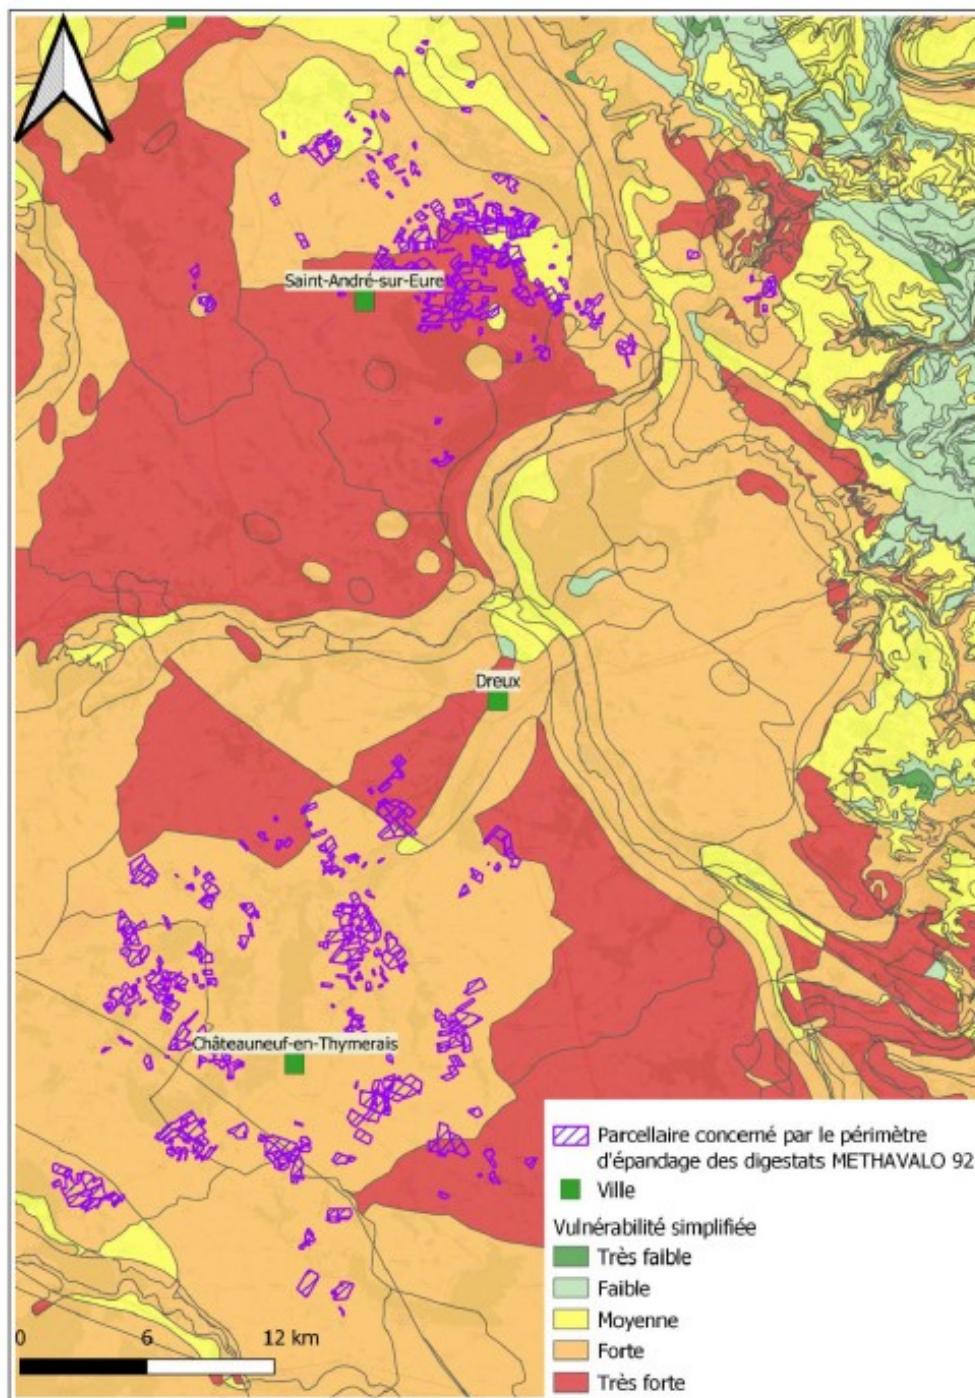 Saint-André-sur-Eure
Dreux
Châteauneuf-en-Thymerais
Parcellaire concerné par le périmètre
d'épandage des digestats METHAVALO 92
Ville
Vulnérabilité simplifiée
Très faible
Faible
Moyenne
Forte
Très forte
0 6 12 km